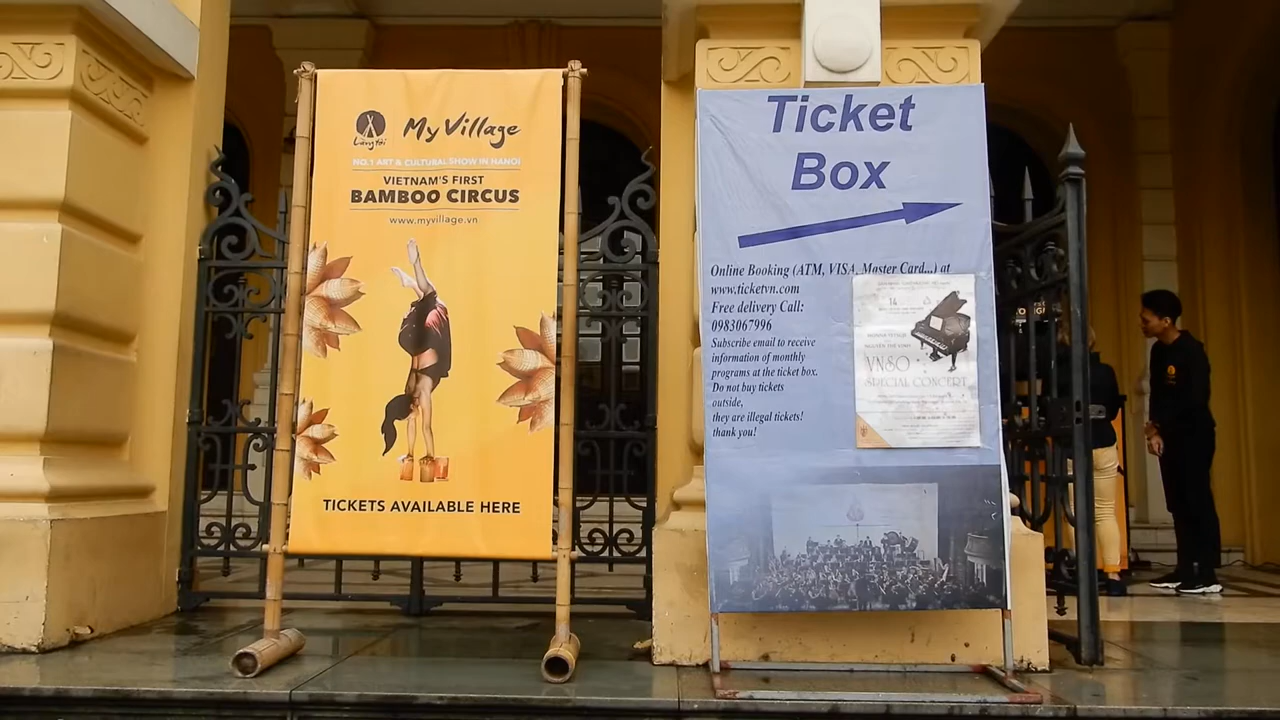 Làng Tôi
My Village
NO.1 ART & CULTURAL SHOW IN HANOI
VIETNAM'S FIRST
BAMBOO CIRCUS
www.myvillage.vn
TICKETS AVAILABLE HERE
Ticket
Box
Online Booking (ATM, VISA, Master Card...) at
www.ticketvn.com
Free delivery Call:
0983067996
Subscribe email to receive
information of monthly
programs at the ticket box.
Do not buy tickets
outside,
they are illegal tickets!
thank you!
14
VNSO
SPECIAL CONCERT